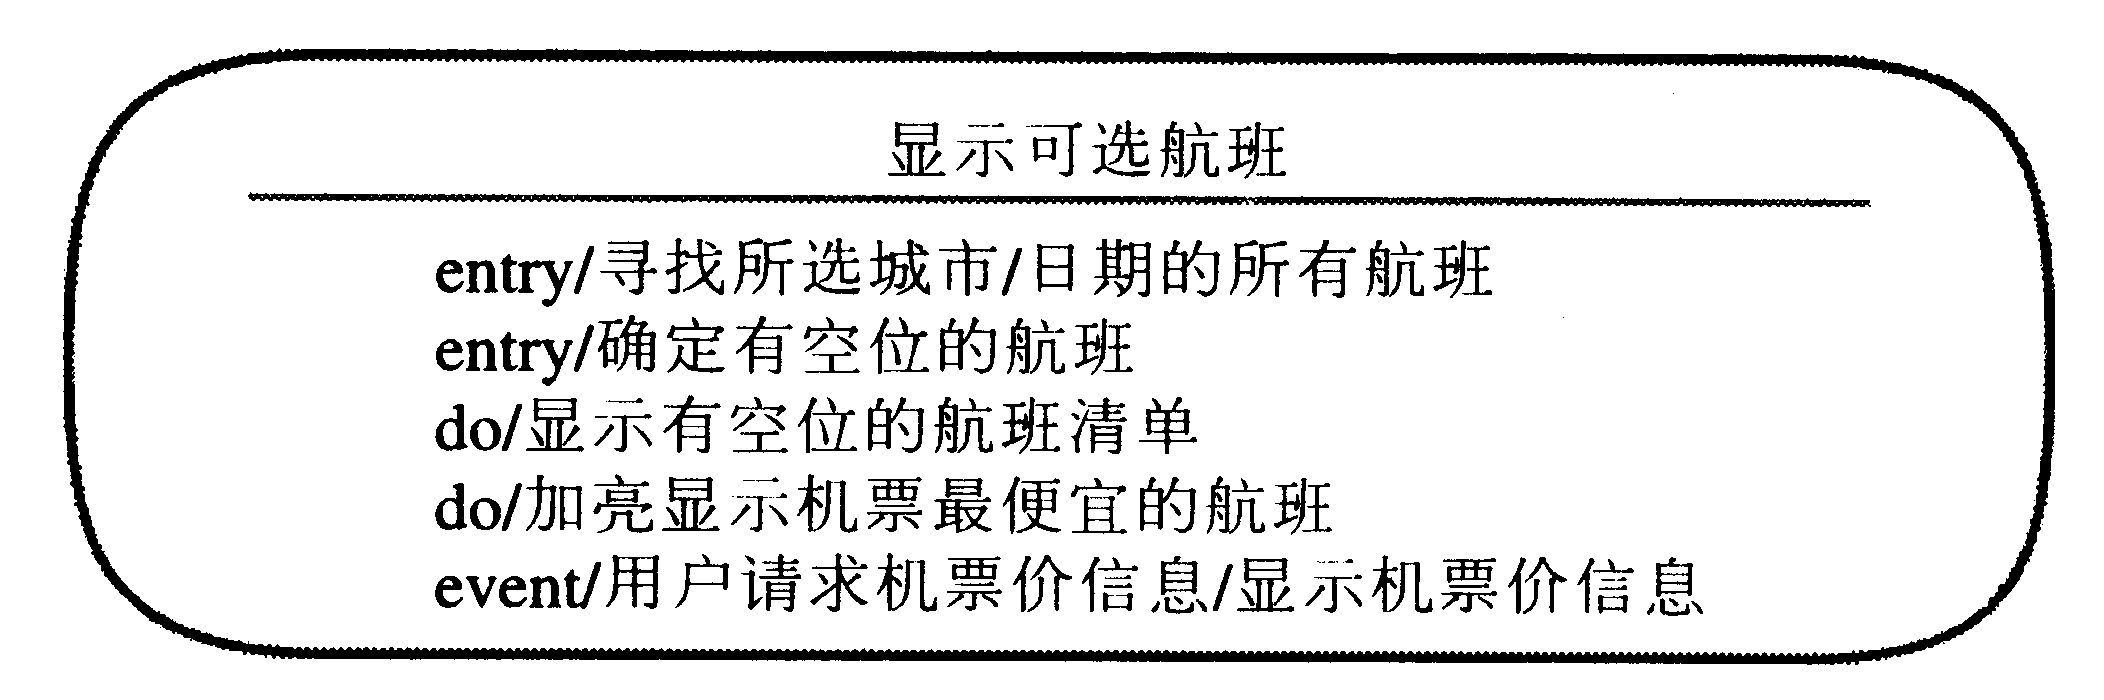 显示可选航班
entry/寻找所选城市/日期的所有航班
entry/确定有空位的航班
do/显示有空位的航班清单
do/加亮显示机票最便宜的航班
event/用户请求机票价信息/显示机票价信息